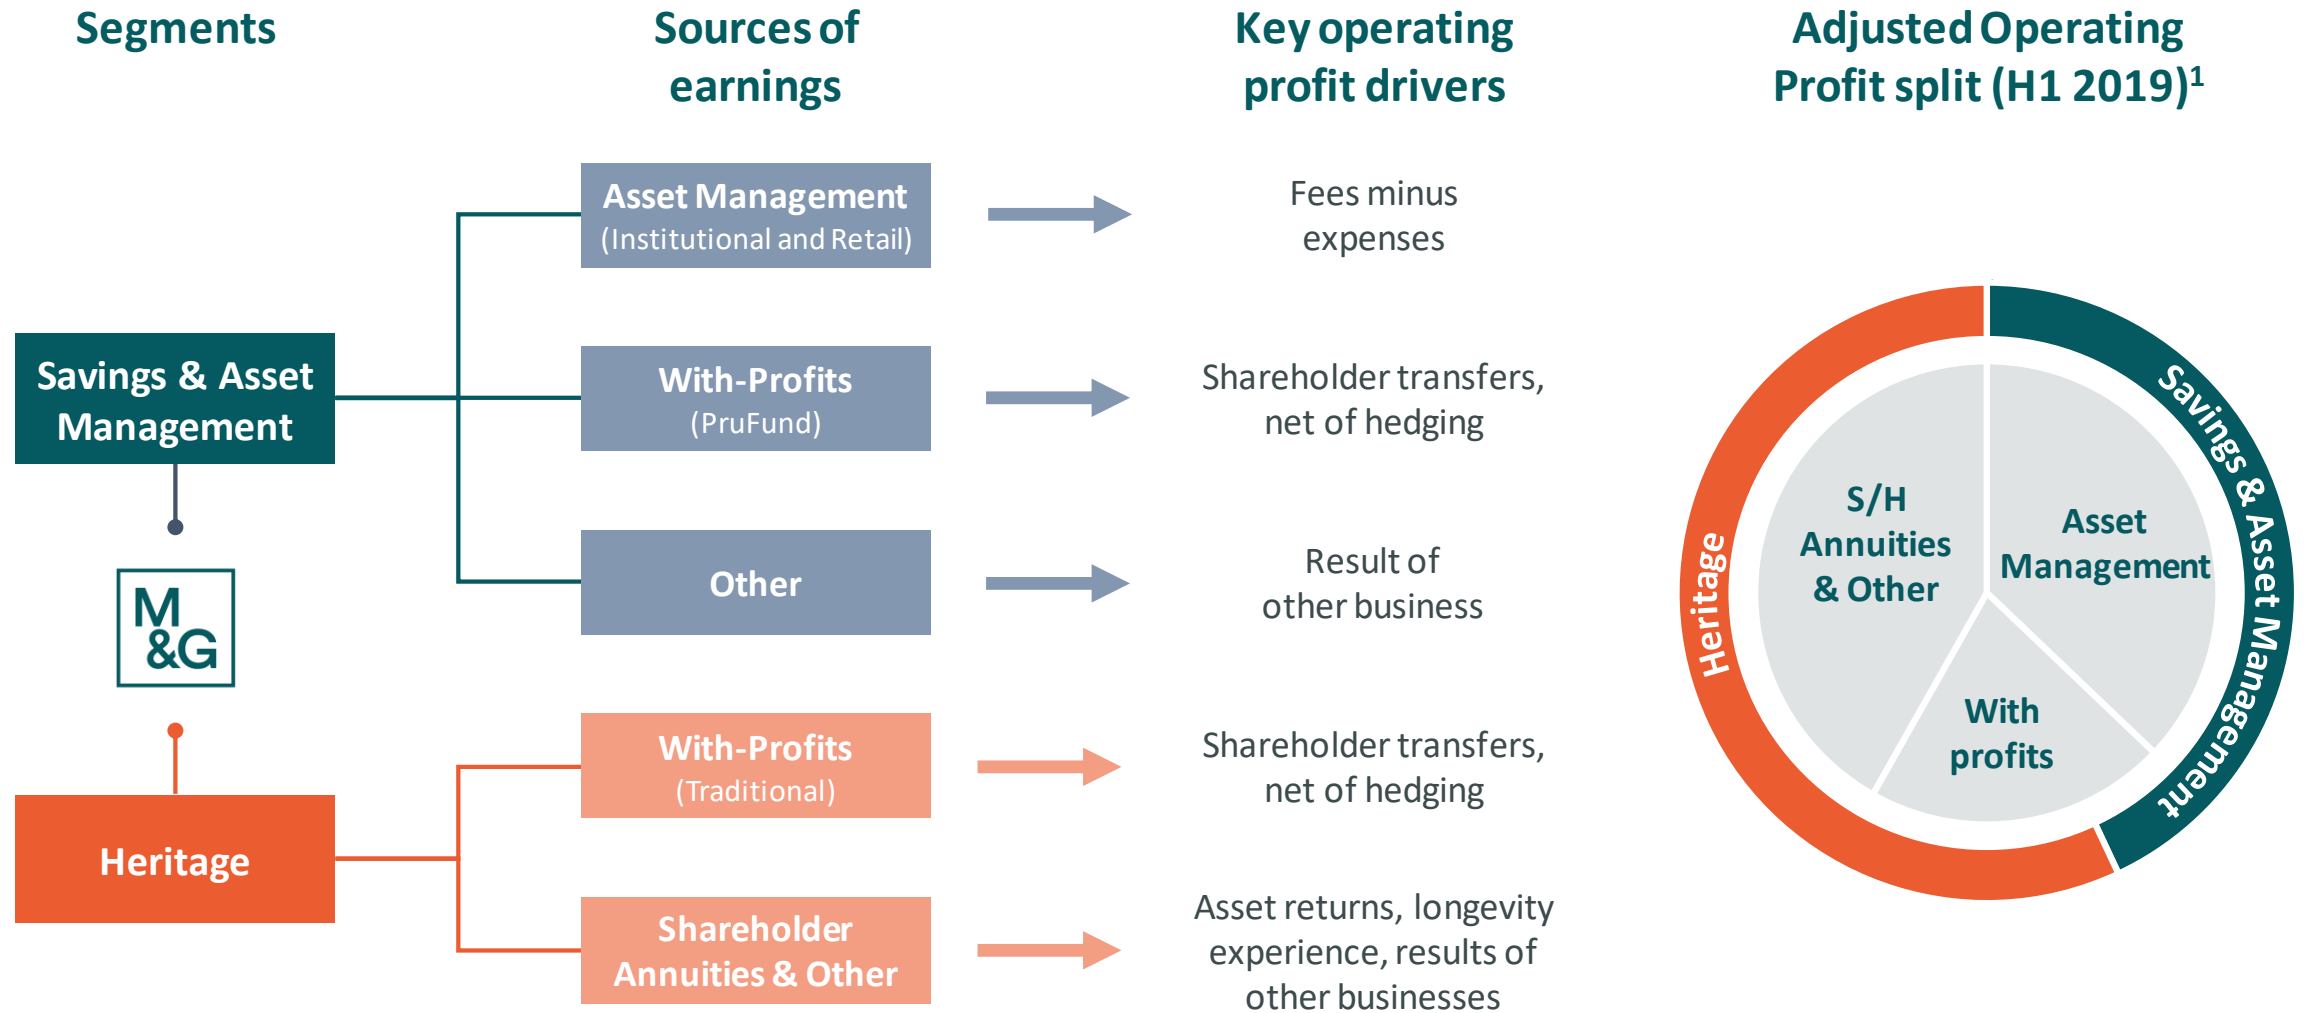 Segments
Sources of
earnings
Key operating
profit drivers
Adjusted Operating
Profit split (H1 2019)¹
Savings & Asset
Management
M
&G
Heritage
Asset Management
(Institutional and Retail)
Fees minus
expenses
With-Profits
(PruFund)
Shareholder transfers,
net of hedging
Other
Result of
other business
With-Profits
(Traditional)
Shareholder transfers,
net of hedging
Shareholder
Annuities & Other
Asset returns, longevity
experience, results of
other businesses
Heritage
Savings & Asset Management
S/H
Annuities
& Other
Asset
Management
With
profits